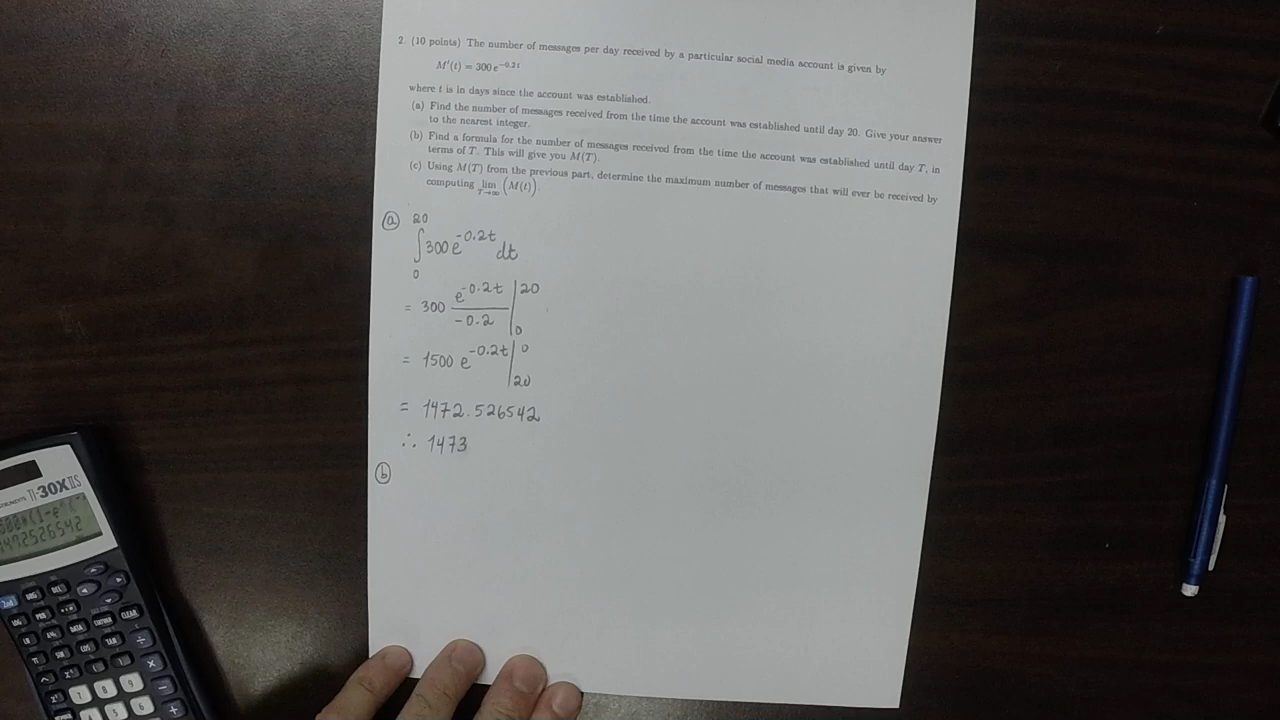 2. (10 points) The number of messages per day received by a particular social media account is given by
M'(t) = 300e^{-0.2t}
where t is in days since the account was established.
(a) Find the number of messages received from the time the account was established until day 20. Give your answer
to the nearest integer.
(b) Find a formula for the number of messages received from the time the account was established until day T, in
terms of T. This will give you M(T).
(c) Using M(T) from the previous part, determine the maximum number of messages that will ever be received by
computing lim_{T→∞} (M(t)).
(a) ∫_0^{20} 300e^{-0.2t} dt
= 300 \frac{e^{-0.2t}}{-0.2} |_0^{20}
= 1500 e^{-0.2t} |_{20}^{0}
= 1472.526542
∴ 1473
(b)
TI-30X IIS